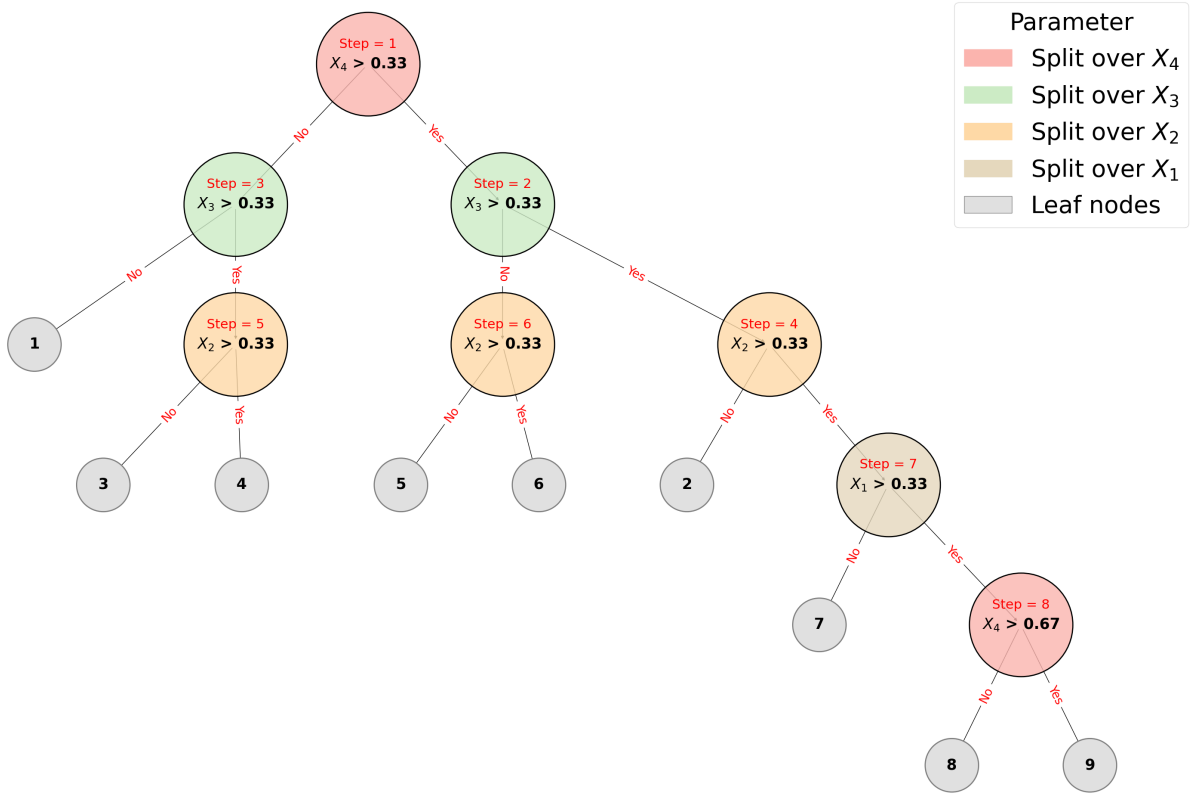 Parameter
Split over X₄
Split over X₃
Split over X₂
Split over X₁
Leaf nodes
Step = 1
X₄ > 0.33
No
Yes
Step = 3
X₃ > 0.33
Step = 2
X₃ > 0.33
No
Yes
No
Yes
1
Step = 5
X₂ > 0.33
Step = 6
X₂ > 0.33
Step = 4
X₂ > 0.33
No
Yes
No
Yes
No
Yes
3
4
5
6
2
Step = 7
X₁ > 0.33
No
Yes
7
Step = 8
X₄ > 0.67
No
Yes
8
9